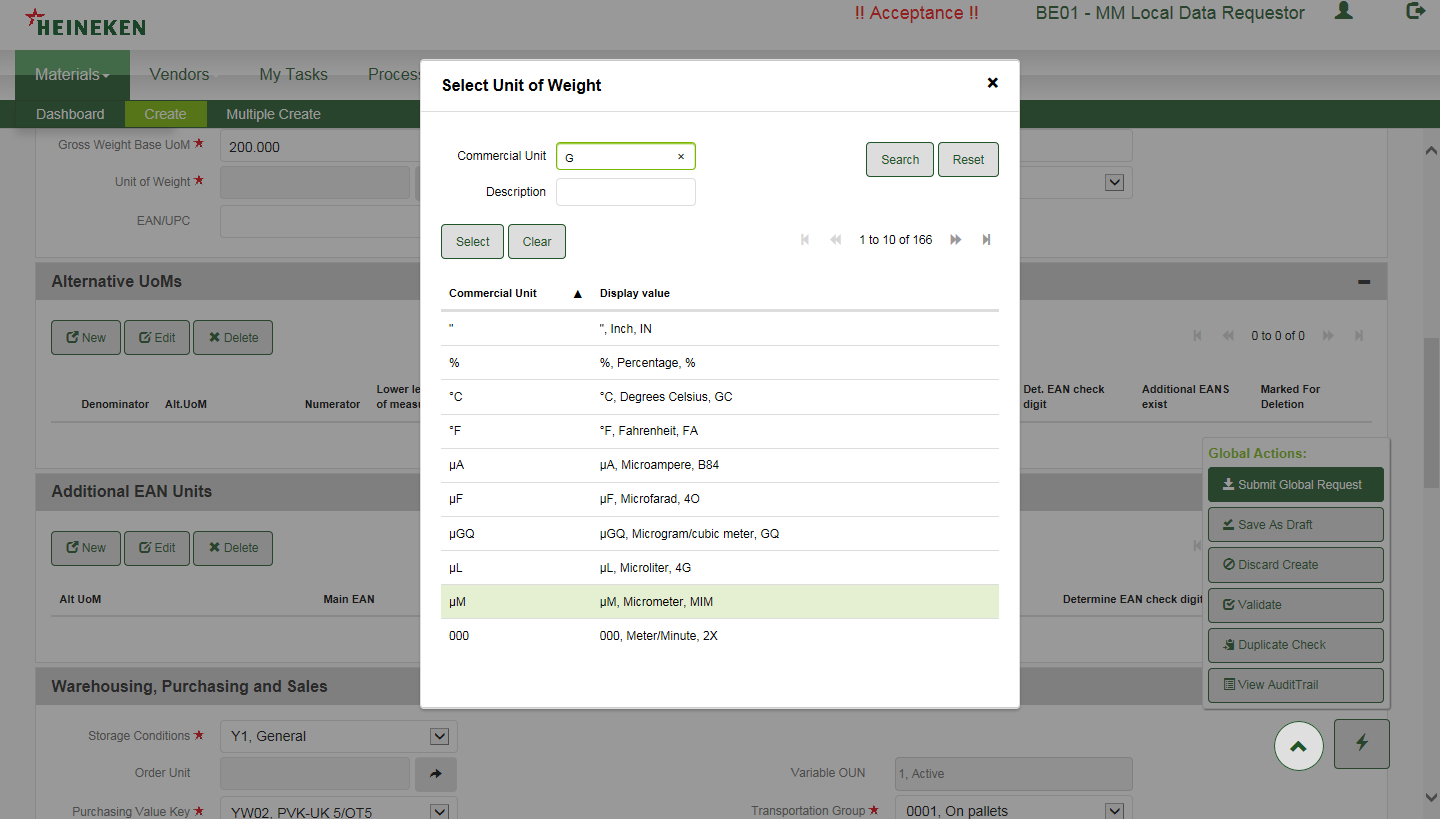 HEINEKEN
!! Acceptance !!
BE01 - MM Local Data Requestor
Materials
Vendors
My Tasks
Process
Dashboard
Create
Multiple Create
Gross Weight Base UoM
200.000
Unit of Weight
EAN/UPC
Alternative UoMs
New
Edit
Delete
0 to 0 of 0
Denominator
Alt.UoM
Numerator
Lower le
of measu
Det. EAN check
digit
Additional EANS
exist
Marked For
Deletion
Additional EAN Units
New
Edit
Delete
Alt UoM
Main EAN
Determine EAN check digit
Warehousing, Purchasing and Sales
Storage Conditions
Y1, General
Order Unit
Variable OUN
1, Active
Purchasing Value Key
YW02, PVK-UK 5/OT5
Transportation Group
0001, On pallets
Select Unit of Weight
Commercial Unit
G
Description
Search
Reset
Select
Clear
1 to 10 of 166
Commercial Unit ▲ Display value
" ", Inch, IN
% %, Percentage, %
°C °C, Degrees Celsius, GC
°F °F, Fahrenheit, FA
µA µA, Microampere, B84
µF µF, Microfarad, 4O
µGQ µGQ, Microgram/cubic meter, GQ
µL µL, Microliter, 4G
µM µM, Micrometer, MIM
000 000, Meter/Minute, 2X
Global Actions:
Submit Global Request
Save As Draft
Discard Create
Validate
Duplicate Check
View AuditTrail